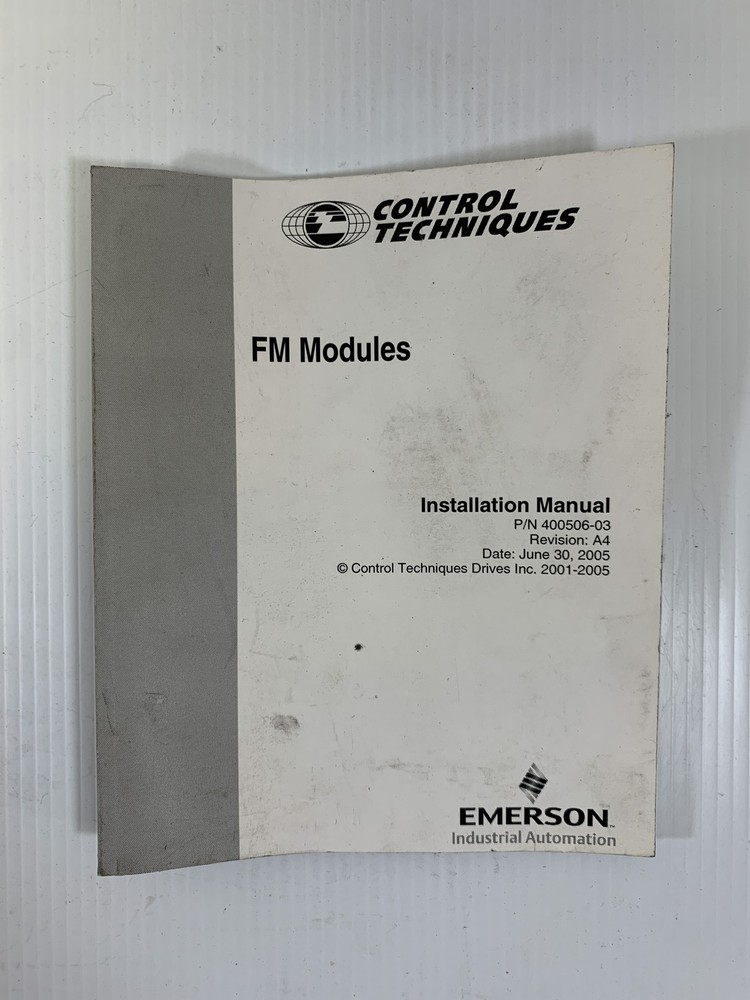 CONTROL
TECHNIQUES
FM Modules
Installation Manual
P/N 400506-03
Revision: A4
Date: June 30, 2005
© Control Techniques Drives Inc. 2001-2005
EMERSON™
Industrial Automation